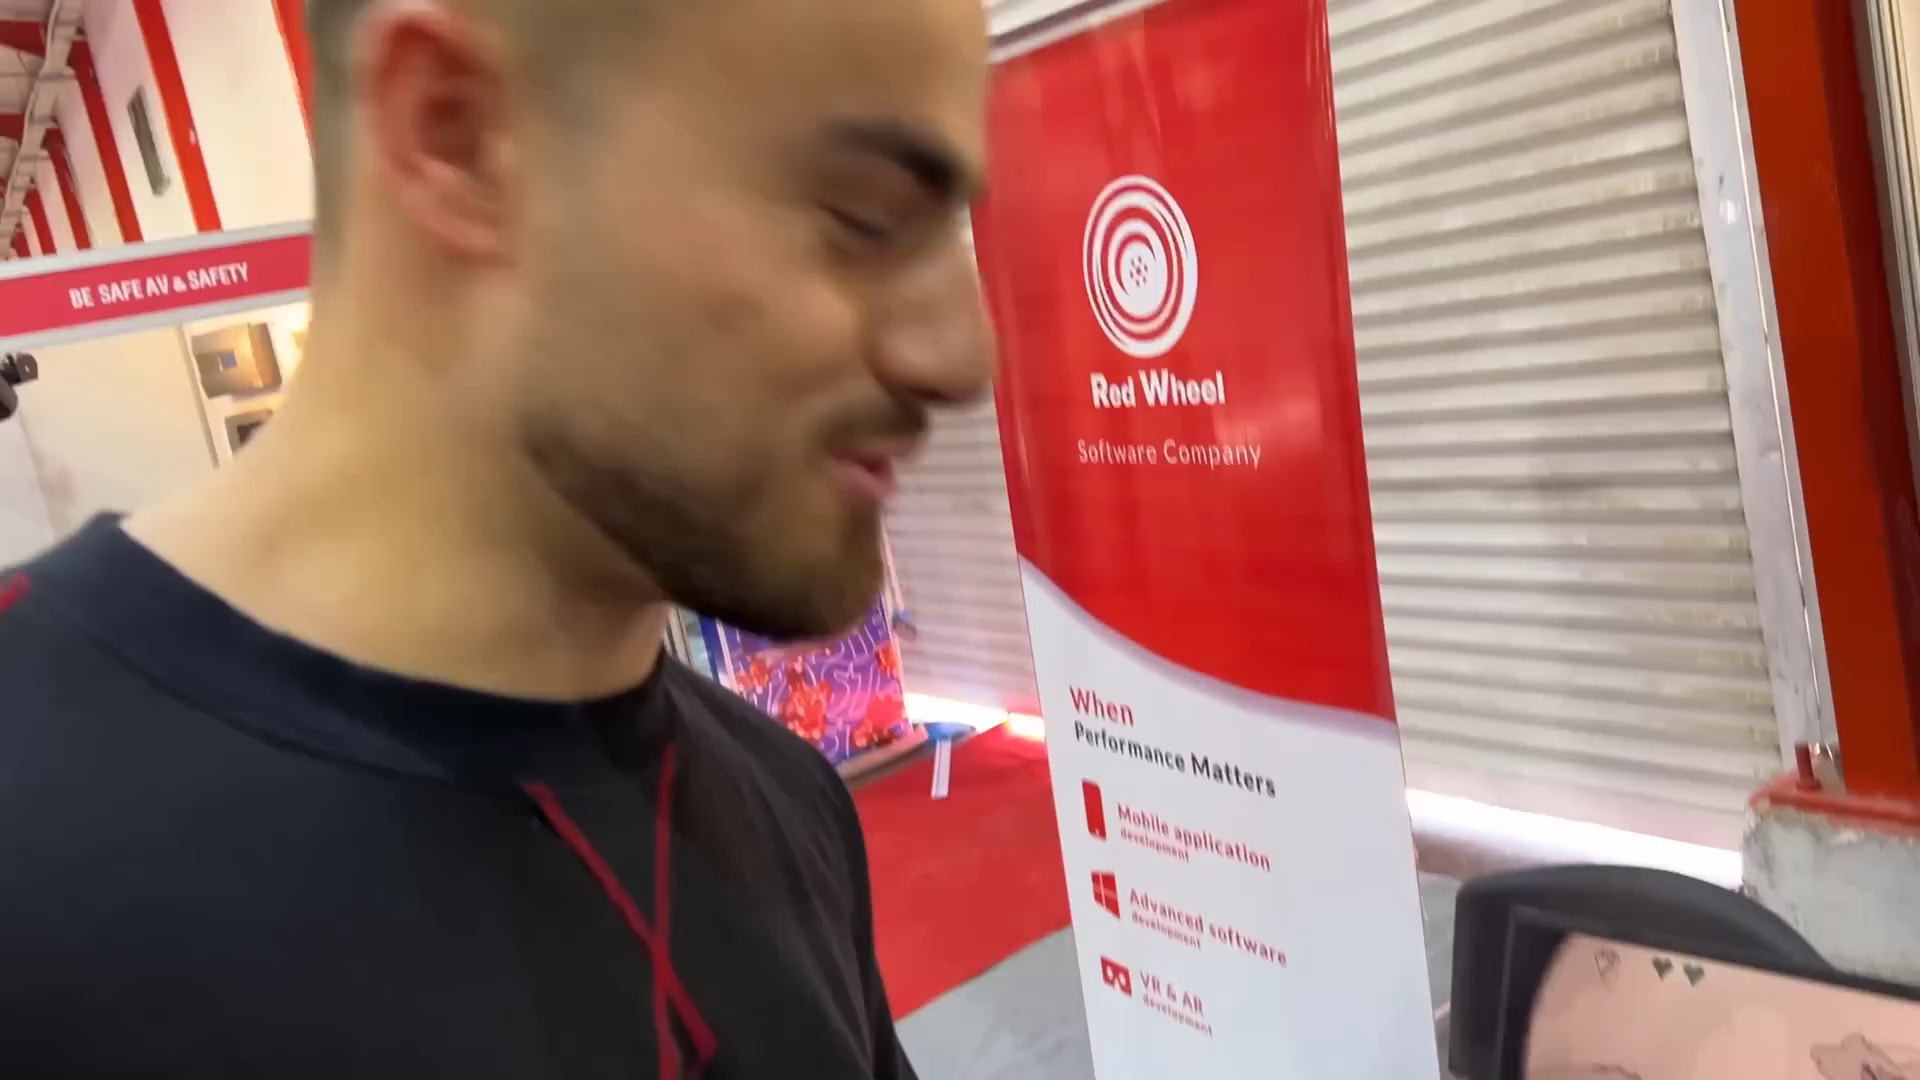 BE SAFE AV & SAFETY
Red Wheel
Software Company
When
Performance Matters
Mobile application
development
Advanced software
development
VR & AR
development